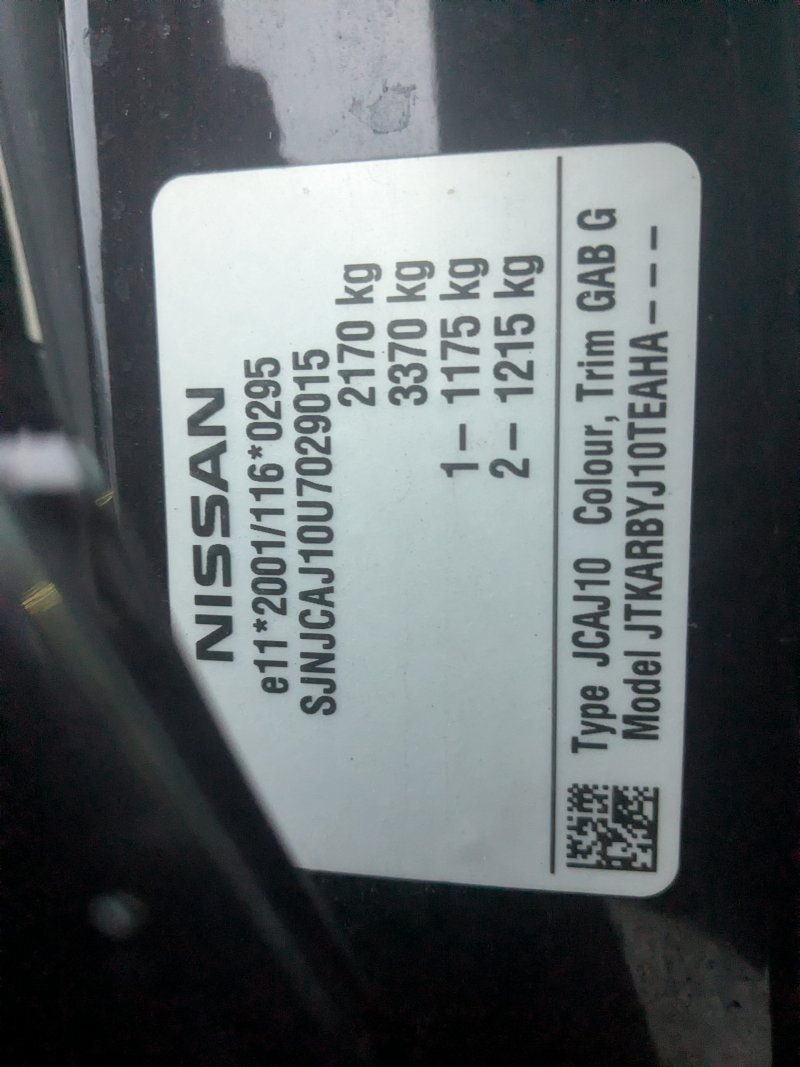 NISSAN
e11*2001/116*0295
SJNJCAJ10U7029015
2170 kg
3370 kg
1– 1175 kg
2– 1215 kg
Type JCAJ10 Colour, Trim GAB G
Model JTKARBYJ10TEAHA– – –